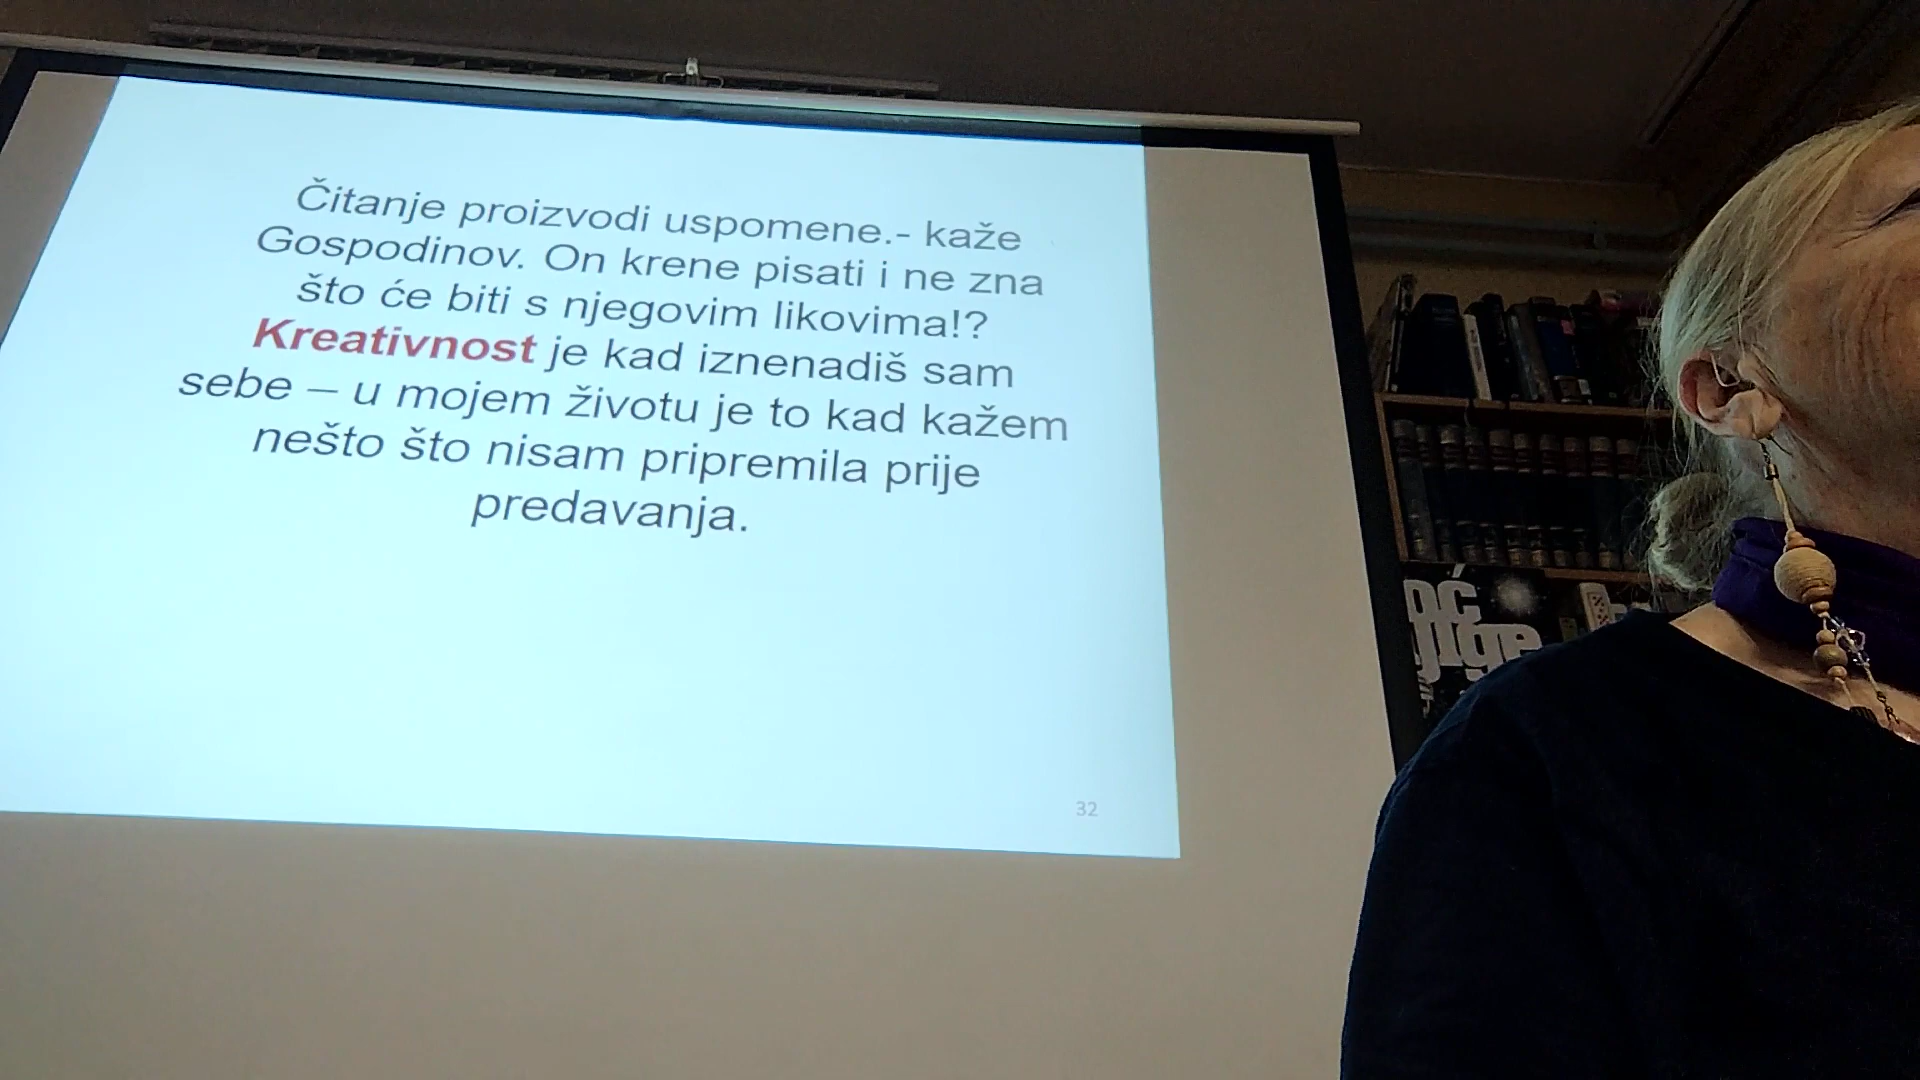 Čitanje proizvodi uspomene.- kaže
Gospodinov. On krene pisati i ne zna
što će biti s njegovim likovima!?
Kreativnost je kad iznenadiš sam
sebe – u mojem životu je to kad kažem
nešto što nisam pripremila prije
predavanja.
32